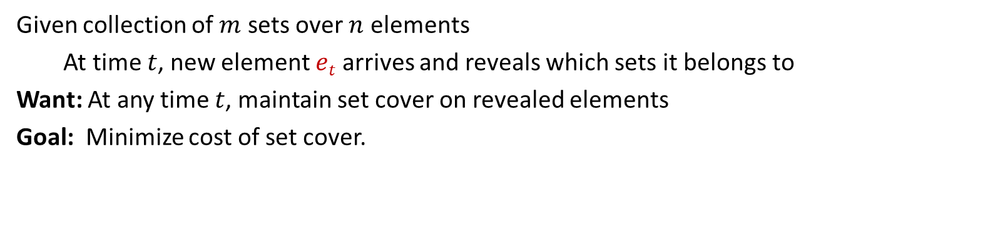 Given collection of m sets over n elements
At time t, new element e_t arrives and reveals which sets it belongs to
Want: At any time t, maintain set cover on revealed elements
Goal: Minimize cost of set cover.